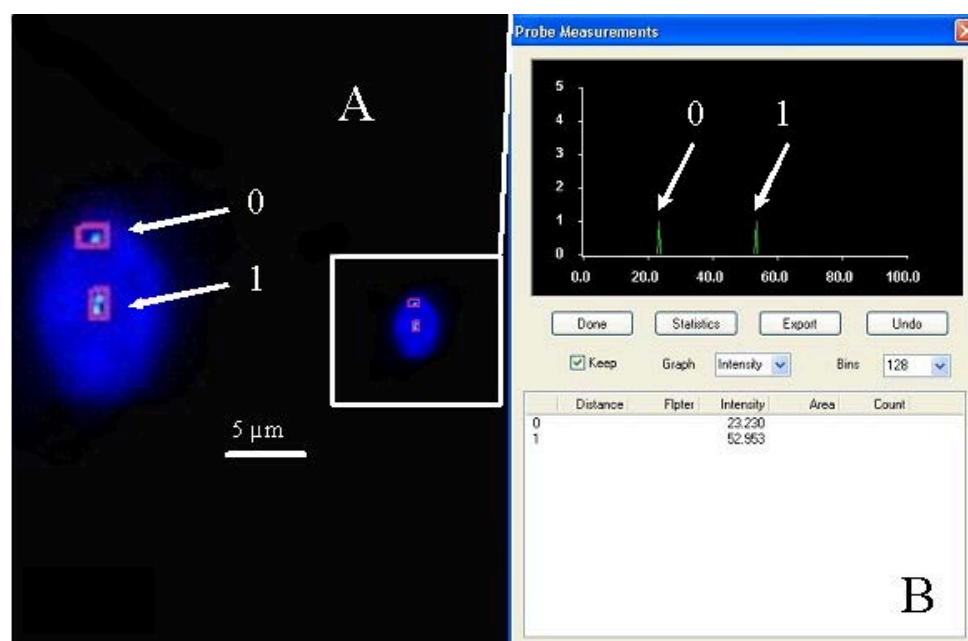 A
0
1
5 µm
Probe Measurements
5
4
3
2
1
0
0 1
0.0 20.0 40.0 60.0 80.0 100.0
Done Statistics Export Undo
Keep Graph Intensity Bins 128
Distance Flpter Intensity Area Count
0 23.230
1 52.953
B